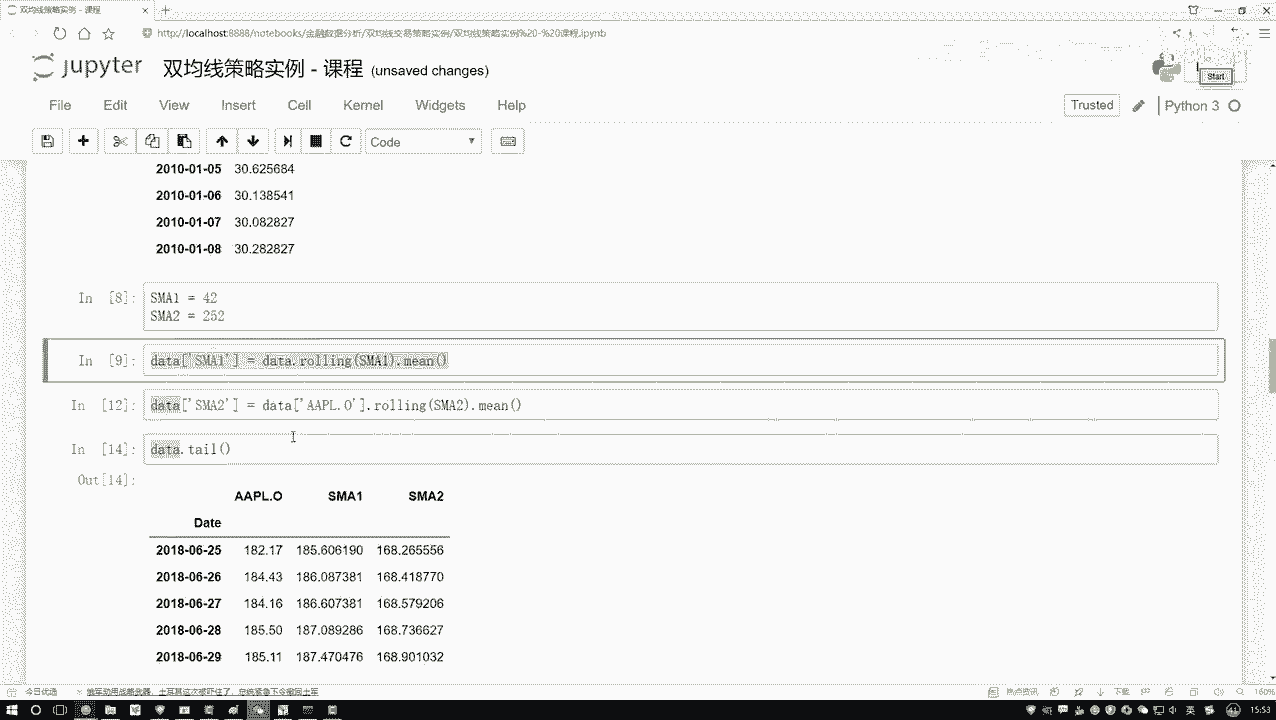 双均线策略实例 - 课程
http://localhost:8888/notebooks/金融数据分析/双均线交易策略实例/双均线策略实例%20-%20课程.ipynb
jupyter 双均线策略实例 - 课程 (unsaved changes)
Start
File Edit View Insert Cell Kernel Widgets Help
Trusted Python 3
Code
2010-01-05 30.625684
2010-01-06 30.138541
2010-01-07 30.082827
2010-01-08 30.282827
In [8]: SMA1 = 42
SMA2 = 252
In [9]: data['SMA1'] = data.rolling(SMA1).mean()
In [12]: data['SMA2'] = data['AAPL.O'].rolling(SMA2).mean()
In [14]: data.tail()
Out[14]:
AAPL.O SMA1 SMA2
Date
2018-06-25 182.17 185.606190 168.265556
2018-06-26 184.43 186.087381 168.418770
2018-06-27 184.16 186.607381 168.579206
2018-06-28 185.50 187.089286 168.736627
2018-06-29 185.11 187.470476 168.901032
今日优选
热点资讯 下载 160%
英 15:53